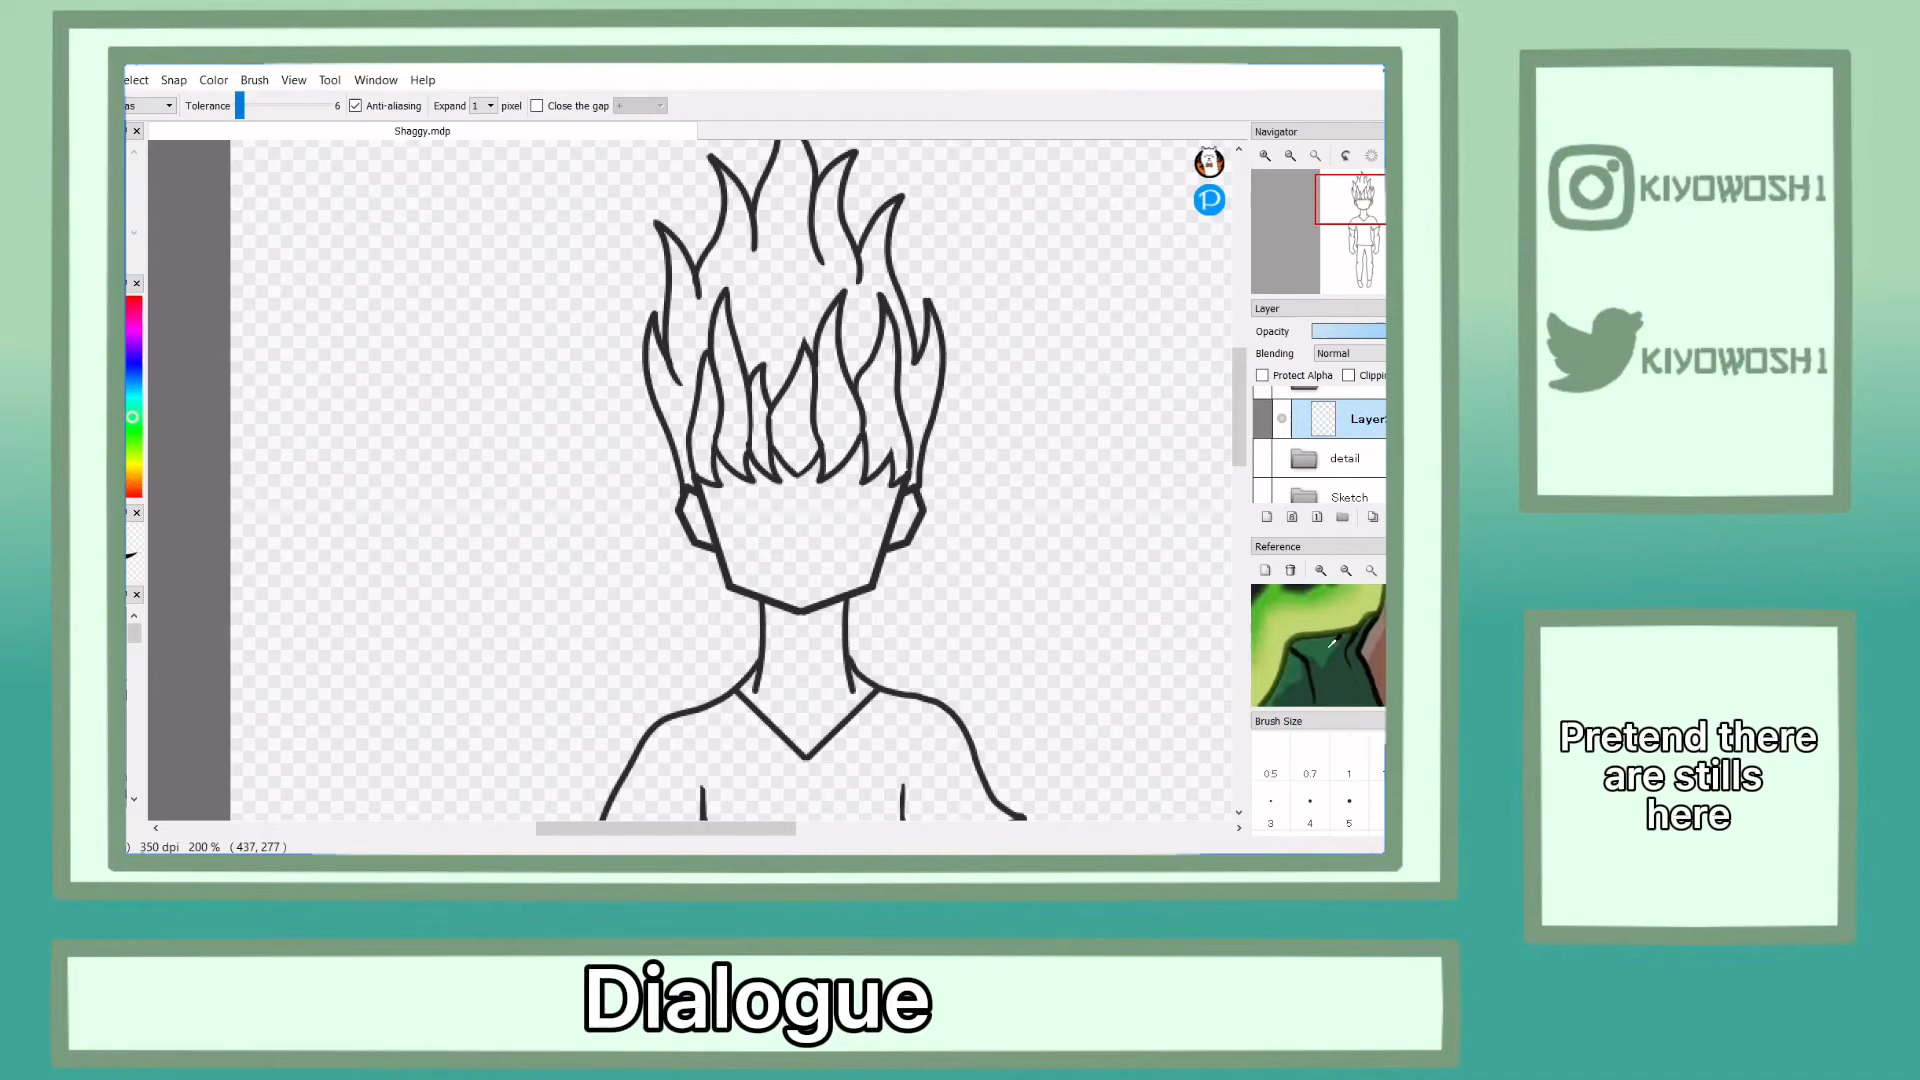 elect Snap Color Brush View Tool Window Help
as Tolerance 6 Anti-aliasing Expand 1 pixel Close the gap +
Shaggy.mdp
Navigator
Layer
Opacity
Blending Normal
Protect Alpha Clippi
Layer
detail
Sketch
Reference
Brush Size
0.5 0.7 1
3 4 5
) 350 dpi 200 % ( 437, 277 )
KIYOWOSH1
KIYOWOSH1
Pretend there
are stills
here
Dialogue